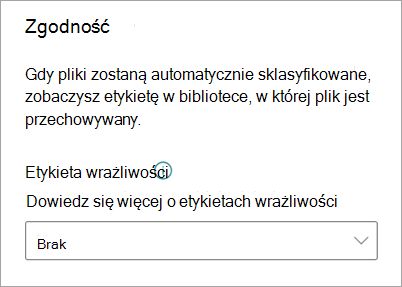 Zgodność
Gdy pliki zostaną automatycznie sklasyfikowane,
zobaczysz etykietę w bibliotece, w której plik jest
przechowywany.
Etykieta wrażliwości
Dowiedz się więcej o etykietach wrażliwości
Brak